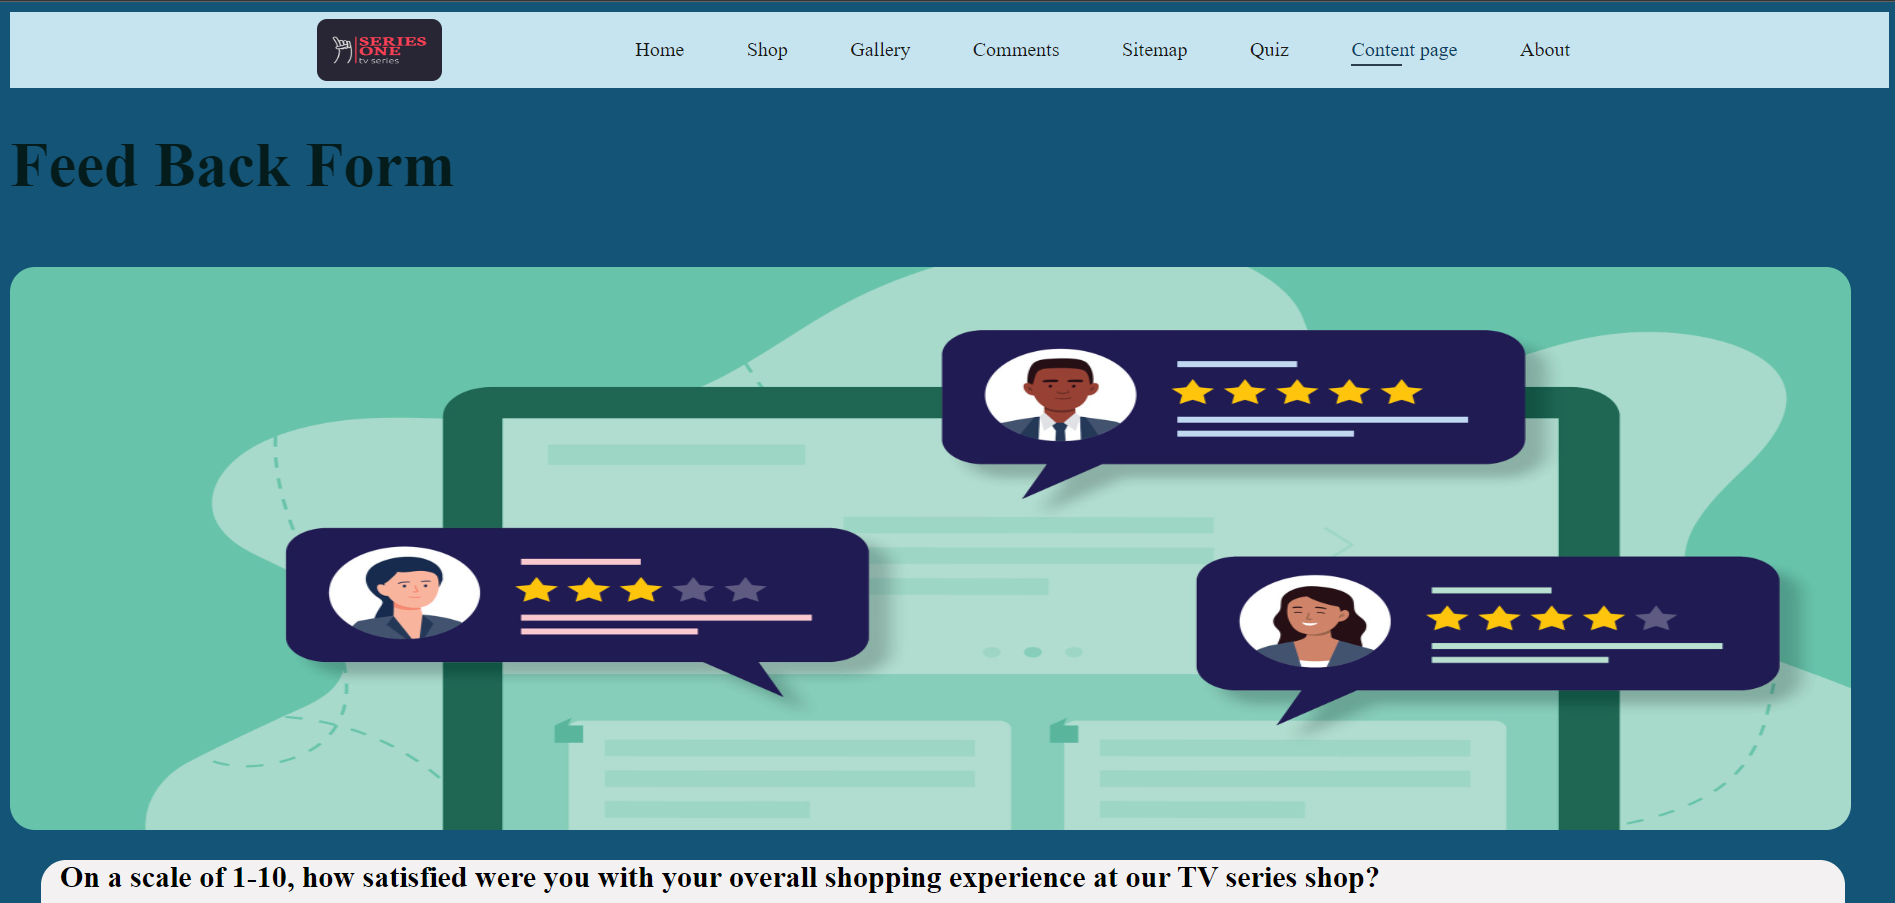 SERIES
ONE
tv series
Home Shop Gallery Comments Sitemap Quiz Content page About
Feed Back Form
On a scale of 1-10, how satisfied were you with your overall shopping experience at our TV series shop?